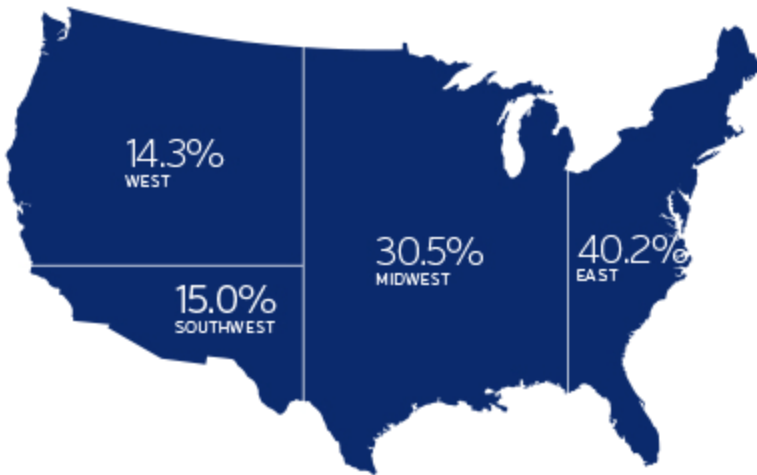 14.3%
WEST
30.5%
MIDWEST
40.2%
EAST
15.0%
SOUTHWEST